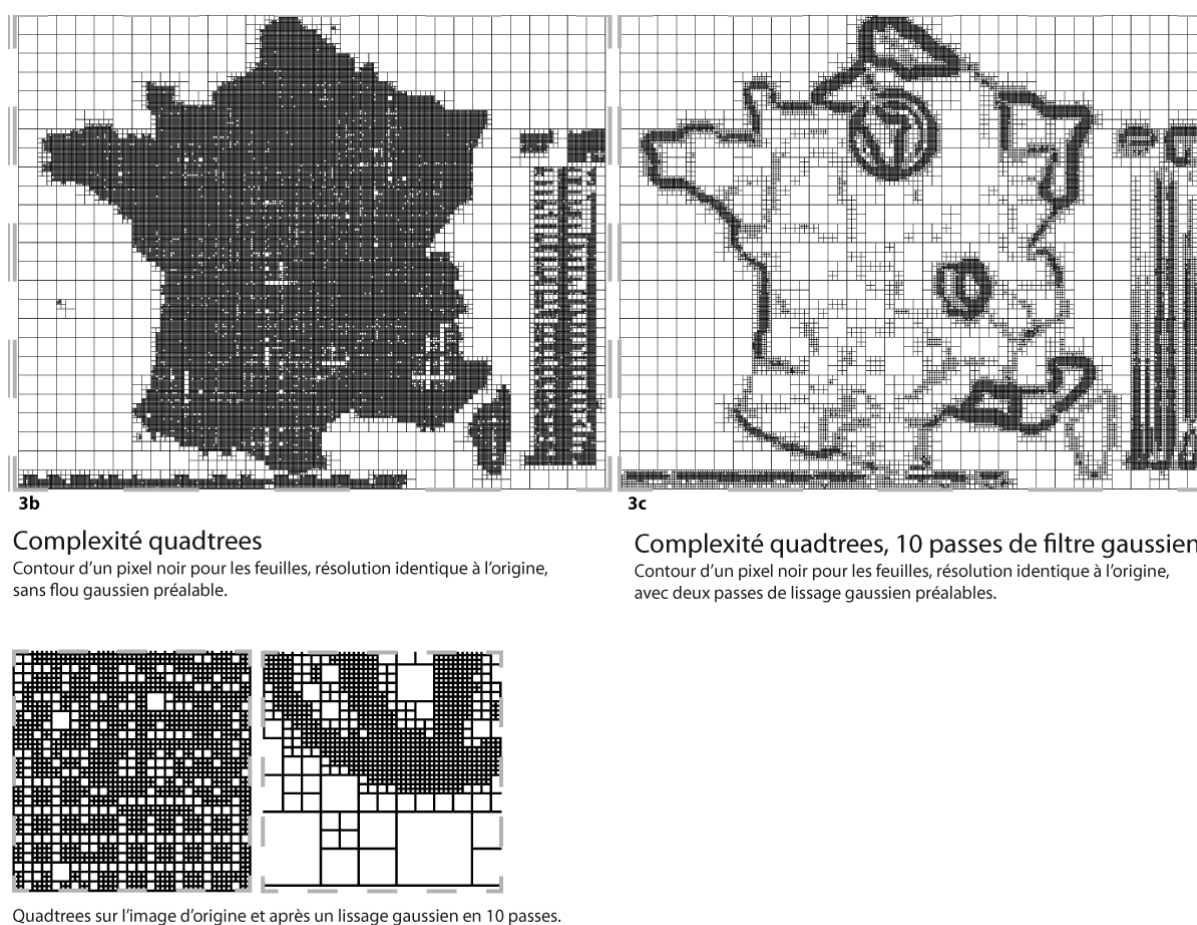 3b
Complexité quadtrees
Contour d’un pixel noir pour les feuilles, résolution identique à l’origine,
sans flou gaussien préalable.
3c
Complexité quadtrees, 10 passes de filtre gaussien
Contour d’un pixel noir pour les feuilles, résolution identique à l’origine,
avec deux passes de lissage gaussien préalables.
Quadtrees sur l’image d’origine et après un lissage gaussien en 10 passes.